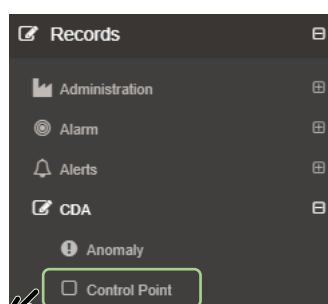 Records
Administration
Alarm
Alerts
CDA
Anomaly
Control Point